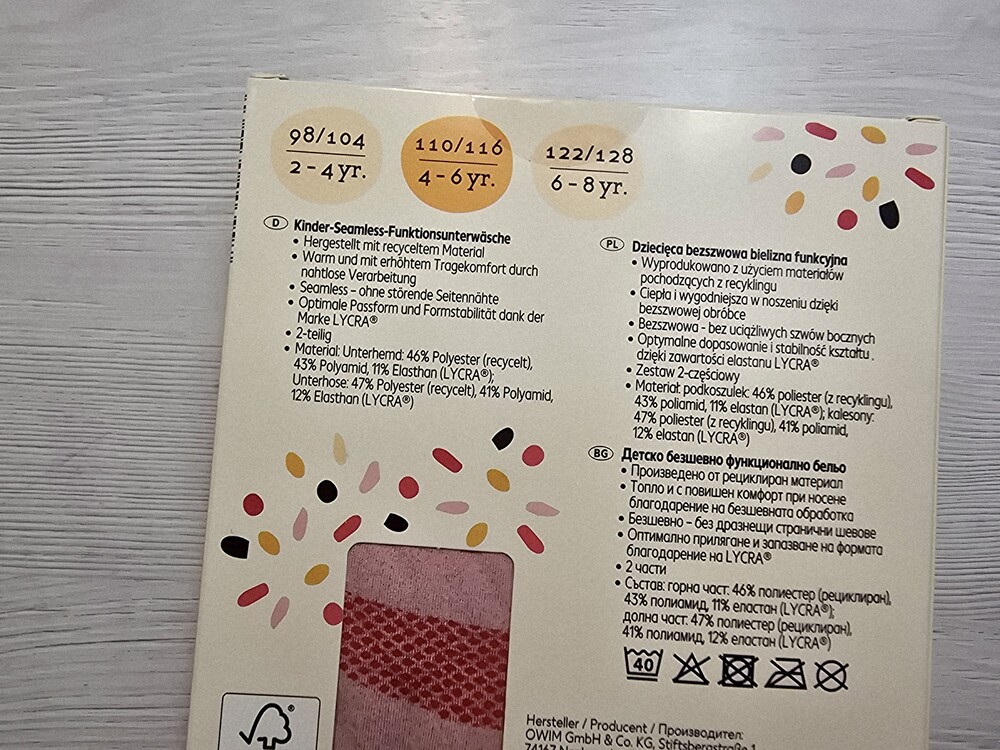 98/104
2 - 4 yr.
110/116
4 - 6 yr.
122/128
6 - 8 yr.
D Kinder-Seamless-Funktionsunterwäsche
• Hergestellt mit recyceltem Material
• Warm und mit erhöhtem Tragekomfort durch
nahtlose Verarbeitung
• Seamless – ohne störende Seitennähte
• Optimale Passform und Formstabilität dank der
Marke LYCRA®
• 2-teilig
• Material: Unterhemd: 46% Polyester (recycelt),
43% Polyamid, 11% Elasthan (LYCRA®);
Unterhose: 47% Polyester (recycelt), 41% Polyamid,
12% Elasthan (LYCRA®)
PL Dziecięca bezszwowa bielizna funkcyjna
• Wyprodukowano z użyciem materiałów
pochodzących z recyklingu
• Ciepła i wygodniejsza w noszeniu dzięki
bezszwowej obróbce
• Bezszwowa - bez uciążliwych szwów bocznych
• Optymalne dopasowanie i stabilność kształtu
dzięki zawartości elastanu LYCRA®
• Zestaw 2-częściowy
• Materiał: podkoszulek: 46% poliester (z recyklingu),
43% poliamid, 11% elastan (LYCRA®); kalesony:
47% poliester (z recyklingu), 41% poliamid,
12% elastan (LYCRA®)
BG Детско безшевно функционално бельо
• Произведено от рециклиран материал
• Топло и с повишен комфорт при носене
благодарение на безшевната обработка
• Безшевно – без дразнещи странични шевове
• Оптимално прилягане и запазване на формата
благодарение на LYCRA®
• 2 части
• Състав: горна част: 46% полиестер (рециклиран),
43% полиамид, 11% еластан (LYCRA®);
долна част: 47% полиестер (рециклиран),
41% полиамид, 12% еластан (LYCRA®)
40
Hersteller / Producent / Производител:
OWIM GmbH & Co. KG, Stiftsbergstraße 1
74167